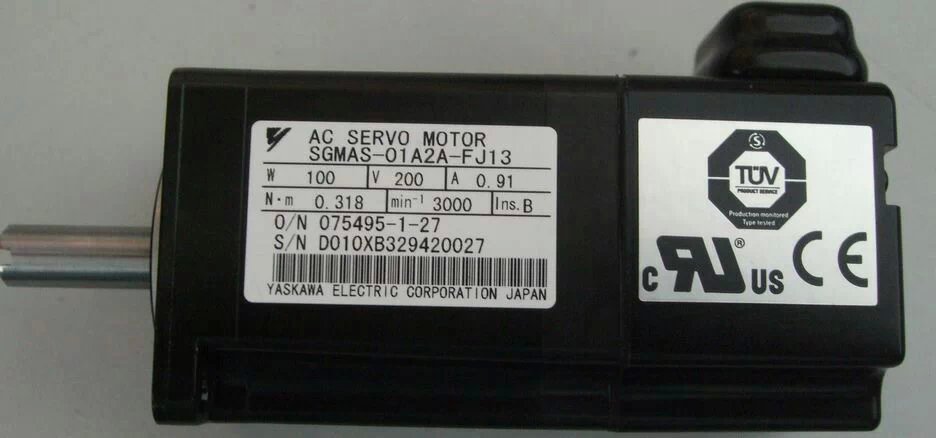 AC SERVO MOTOR
SGMAS-01A2A-FJ13
W 100 V 200 A 0.91
N·m 0.318 min⁻¹ 3000 Ins. B
O/N 075495-1-27
S/N D010XB329420027
YASKAWA ELECTRIC CORPORATION JAPAN
S
TÜV
PRODUCT SERVICE
Production monitored
Type tested
C RU ® US CE